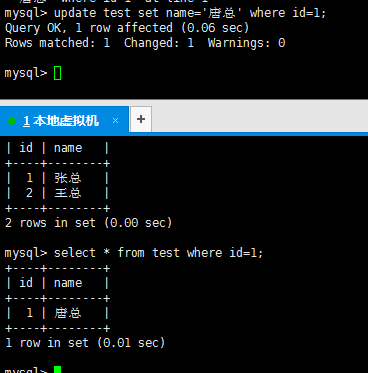 mysql> update test set name='唐总' where id=1;
Query OK, 1 row affected (0.06 sec)
Rows matched: 1  Changed: 1  Warnings: 0
mysql>
1 本地虚拟机 × +
| id | name   |
+----+--------+
|  1 | 张总   |
|  2 | 王总   |
+----+--------+
2 rows in set (0.00 sec)
mysql> select * from test where id=1;
+----+--------+
| id | name   |
+----+--------+
|  1 | 唐总   |
+----+--------+
1 row in set (0.01 sec)
mysql>